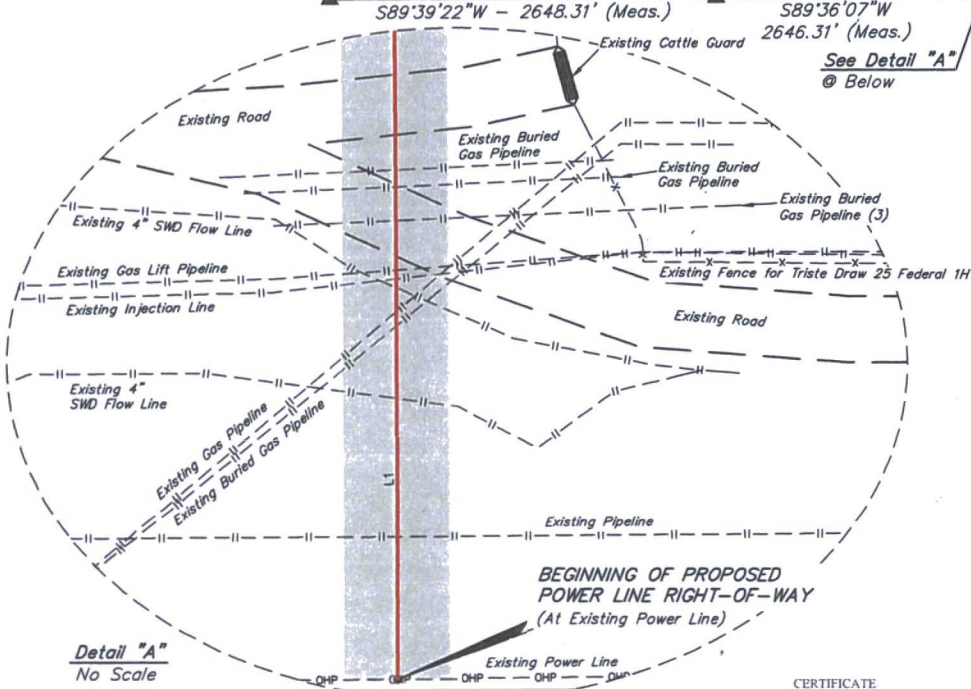 S89°39'22"W - 2648.31' (Meas.)
S89°36'07"W
2646.31' (Meas.)
See Detail "A"
@ Below
Existing Cattle Guard
Existing Road
Existing Buried
Gas Pipeline
Existing Buried
Gas Pipeline
Existing Buried
Gas Pipeline (3)
Existing 4" SWD Flow Line
Existing Gas Lift Pipeline
Existing Injection Line
Existing Fence for Triste Draw 25 Federal 1H
Existing Road
Existing 4"
SWD Flow Line
Existing Gas Pipeline
Existing Buried Gas Pipeline
L1
Existing Pipeline
BEGINNING OF PROPOSED
POWER LINE RIGHT-OF-WAY
(At Existing Power Line)
Detail "A"
No Scale
Existing Power Line
OHP OHP OHP OHP OHP
CERTIFICATE